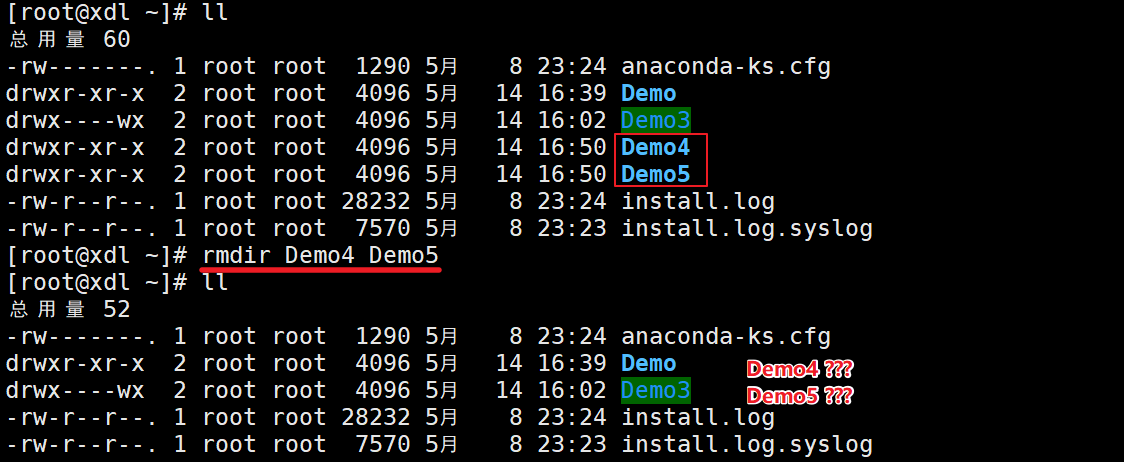 [root@xdl ~]# ll
总用量 60
-rw-------. 1 root root  1290 5月   8 23:24 anaconda-ks.cfg
drwxr-xr-x  2 root root  4096 5月  14 16:39 Demo
drwx----wx  2 root root  4096 5月  14 16:02 Demo3
drwxr-xr-x  2 root root  4096 5月  14 16:50 Demo4
drwxr-xr-x  2 root root  4096 5月  14 16:50 Demo5
-rw-r--r--. 1 root root 28232 5月   8 23:24 install.log
-rw-r--r--. 1 root root  7570 5月   8 23:23 install.log.syslog
[root@xdl ~]# rmdir Demo4 Demo5
[root@xdl ~]# ll
总用量 52
-rw-------. 1 root root  1290 5月   8 23:24 anaconda-ks.cfg
drwxr-xr-x  2 root root  4096 5月  14 16:39 Demo Demo4 ???
drwx----wx  2 root root  4096 5月  14 16:02 Demo3 Demo5 ???
-rw-r--r--. 1 root root 28232 5月   8 23:24 install.log
-rw-r--r--. 1 root root  7570 5月   8 23:23 install.log.syslog